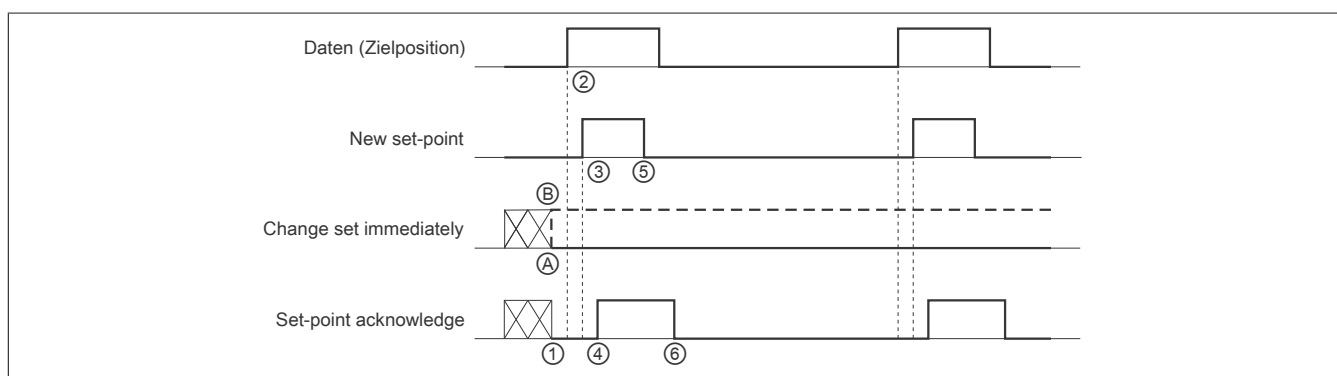 Daten (Zielposition)
②
New set-point
③ ⑤
Ⓑ
Change set immediately
Ⓐ
Set-point acknowledge
① ④ ⑥